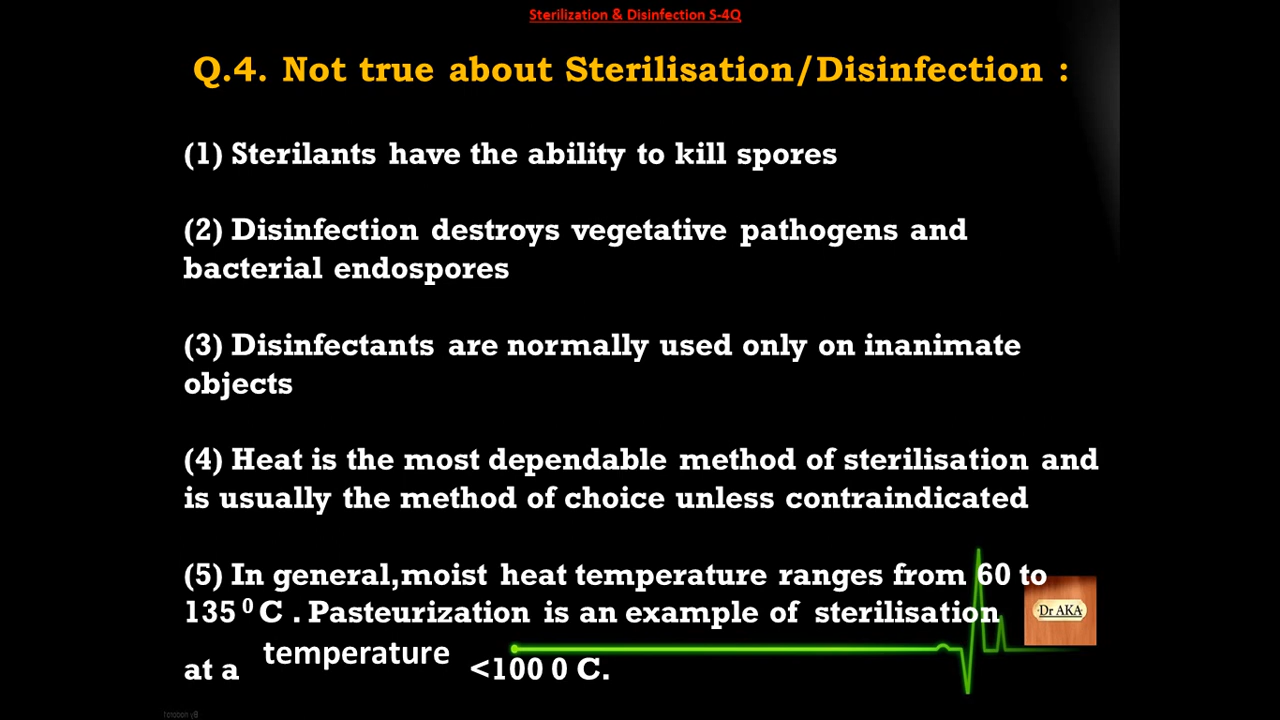 Sterilization & Disinfection S-4Q
Q.4. Not true about Sterilisation/Disinfection :
(1) Sterilants have the ability to kill spores
(2) Disinfection destroys vegetative pathogens and
bacterial endospores
(3) Disinfectants are normally used only on inanimate
objects
(4) Heat is the most dependable method of sterilisation and
is usually the method of choice unless contraindicated
(5) In general,moist heat temperature ranges from 60 to
135 0 C . Pasteurization is an example of sterilisation
at a temperature <100 0 C.
Dr AKA